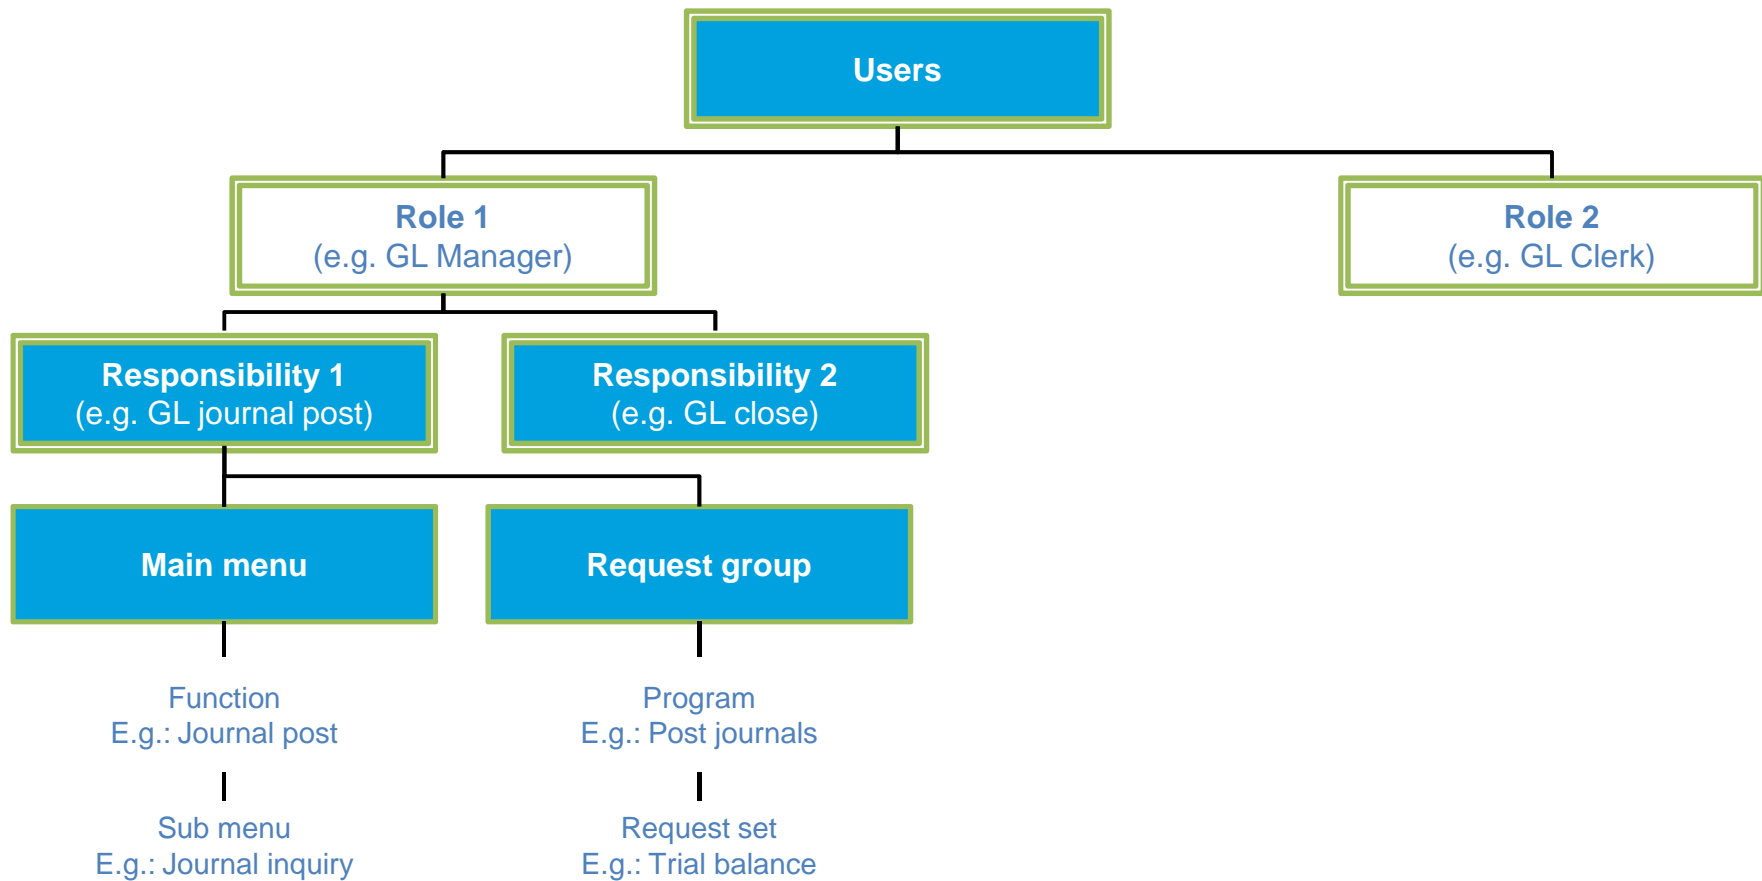 Users
Role 1
(e.g. GL Manager)
Role 2
(e.g. GL Clerk)
Responsibility 1
(e.g. GL journal post)
Responsibility 2
(e.g. GL close)
Main menu
Request group
Function
E.g.: Journal post
Program
E.g.: Post journals
Sub menu
E.g.: Journal inquiry
Request set
E.g.: Trial balance